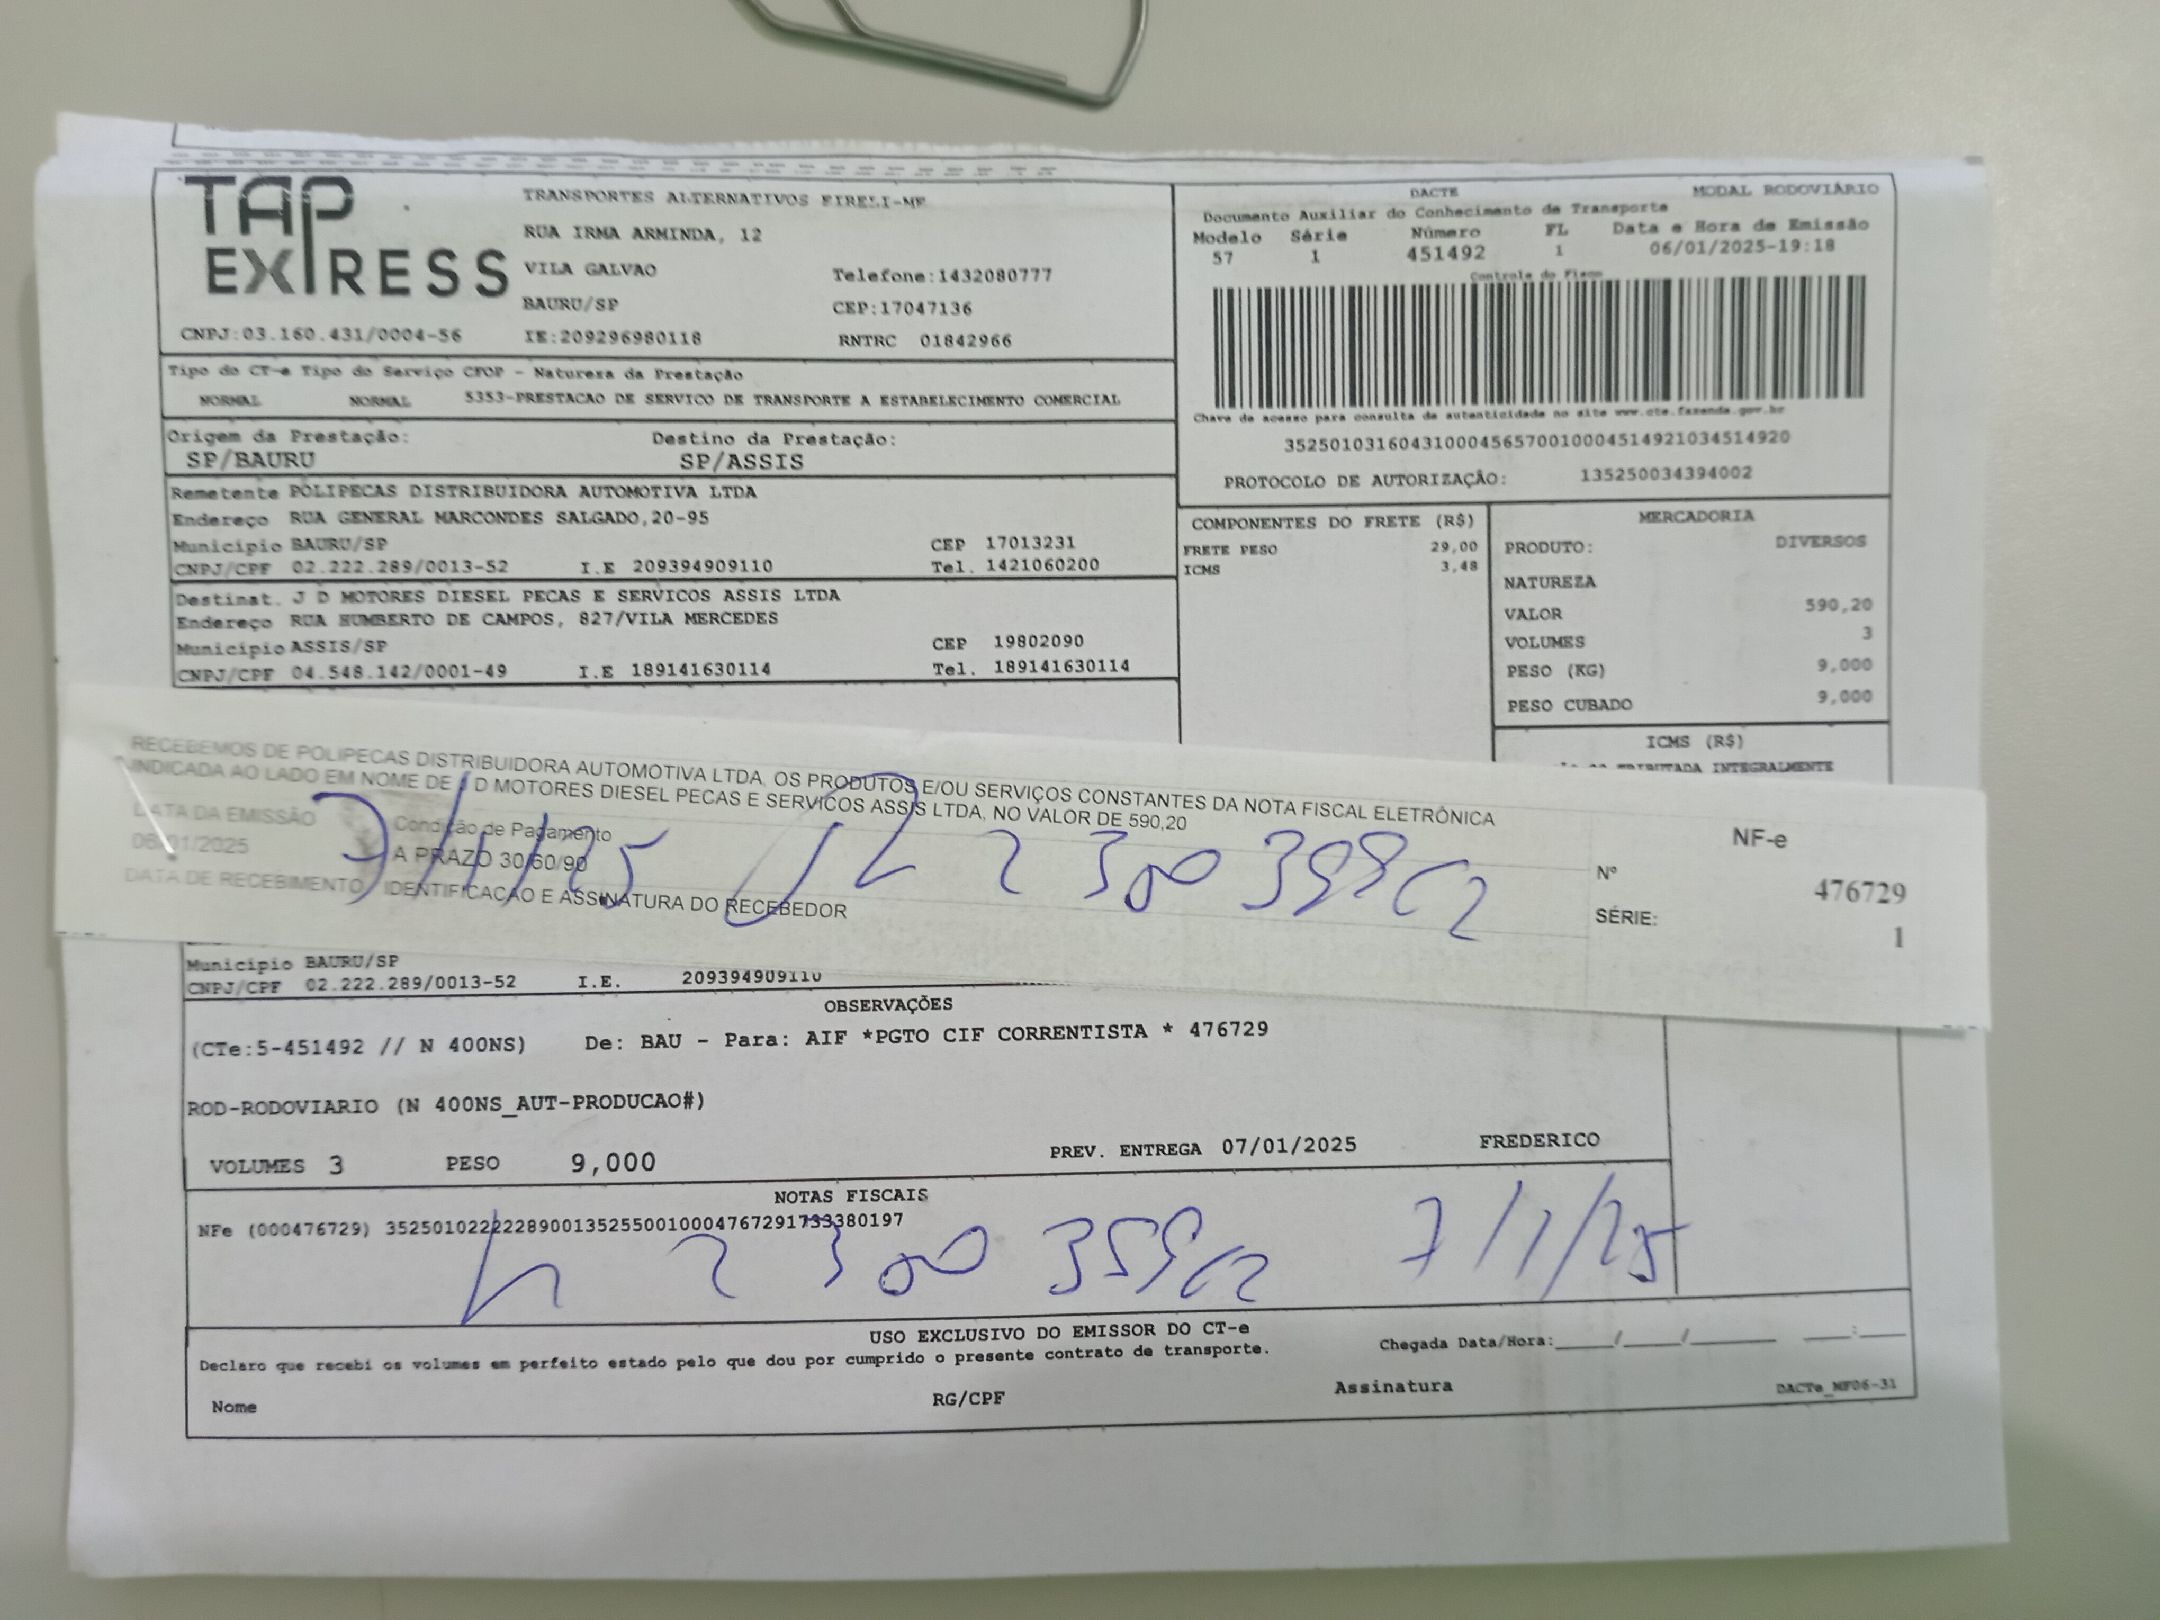 TAP EXPRESS
TRANSPORTES ALTERNATIVOS EIRELI-ME
RUA IRMA ARMINDA, 12
VILA GALVAO Telefone:1432080777
BAURU/SP CEP:17047136
CNPJ:03.160.431/0004-56 IE:209296980118 RNTRC 01842966
DACTE MODAL RODOVIÁRIO
Documento Auxiliar do Conhecimento de Transporte
Modelo Série Número FL Data e Hora de Emissão
57 1 451492 1 06/01/2025-19:18
Controle do Fisco
Chave de acesso para consulta de autenticidade no site www.cte.fazenda.gov.br
35250103160431000456570010004514921034514920
PROTOCOLO DE AUTORIZAÇÃO: 135250034394002
Tipo do CT-e Tipo do Serviço CFOP - Natureza da Prestação
NORMAL NORMAL 5353-PRESTACAO DE SERVICO DE TRANSPORTE A ESTABELECIMENTO COMERCIAL
Origem da Prestação: Destino da Prestação:
SP/BAURU SP/ASSIS
Remetente POLIPECAS DISTRIBUIDORA AUTOMOTIVA LTDA
Endereço RUA GENERAL MARCONDES SALGADO,20-95
Município BAURU/SP CEP 17013231
CNPJ/CPF 02.222.289/0013-52 I.E 209394909110 Tel. 1421060200
Destinat. J D MOTORES DIESEL PECAS E SERVICOS ASSIS LTDA
Endereço RUA HUMBERTO DE CAMPOS, 827/VILA MERCEDES
Município ASSIS/SP CEP 19802090
CNPJ/CPF 04.548.142/0001-49 I.E 189141630114 Tel. 189141630114
COMPONENTES DO FRETE (R$)
FRETE PESO 29,00
ICMS 3,48
MERCADORIA
PRODUTO: DIVERSOS
NATUREZA
VALOR 590,20
VOLUMES 3
PESO (KG) 9,000
PESO CUBADO 9,000
ICMS (R$)
TRIBUTADA INTEGRALMENTE
RECEBEMOS DE POLIPECAS DISTRIBUIDORA AUTOMOTIVA LTDA, OS PRODUTOS E/OU SERVIÇOS CONSTANTES DA NOTA FISCAL ELETRÔNICA
INDICADA AO LADO EM NOME DE J D MOTORES DIESEL PECAS E SERVICOS ASSIS LTDA, NO VALOR DE 590,20
DATA DA EMISSÃO Condição de Pagamento
06/01/2025 A PRAZO 30/60/90
7/1/25
DATA DE RECEBIMENTO IDENTIFICACAO E ASSINATURA DO RECEBEDOR
NF-e
Nº 476729
SÉRIE: 1
Município BAURU/SP
CNPJ/CPF 02.222.289/0013-52 I.E. 209394909110
OBSERVAÇÕES
(CTe:5-451492 // N 400NS) De: BAU - Para: AIF *PGTO CIF CORRENTISTA * 476729
ROD-RODOVIARIO (N 400NS_AUT-PRODUCAO#)
VOLUMES 3 PESO 9,000 PREV. ENTREGA 07/01/2025 FREDERICO
NOTAS FISCAIS
NFe (000476729) 35250102222289001352550010004767291733380197
7/1/25
USO EXCLUSIVO DO EMISSOR DO CT-e
Declaro que recebi os volumes em perfeito estado pelo que dou por cumprido o presente contrato de transporte. Chegada Data/Hora:____/____/______ ___:___
Nome RG/CPF Assinatura DACTe_NF06-31